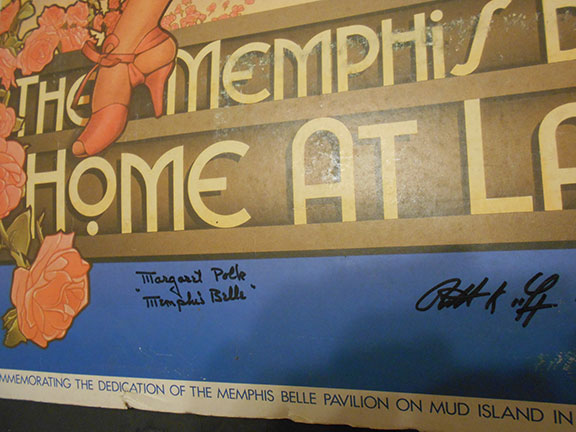 THE MEMPHIS B
HOME AT LA
Margaret Polk
"Memphis Belle"
MMEMORATING THE DEDICATION OF THE MEMPHIS BELLE PAVILION ON MUD ISLAND IN